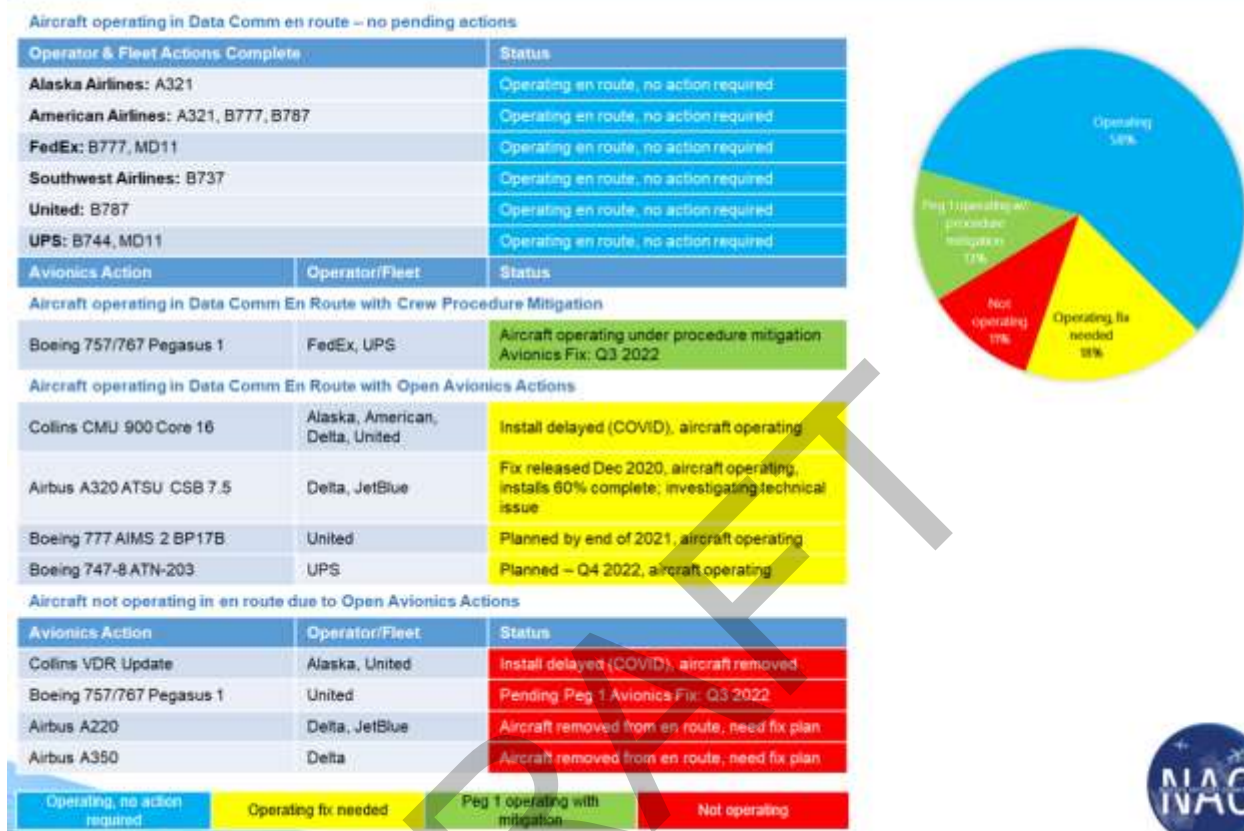 Aircraft operating in Data Comm en route – no pending actions
Operator & Fleet Actions Complete Status
Alaska Airlines: A321 Operating en route, no action required
American Airlines: A321, B777, B787 Operating en route, no action required
FedEx: B777, MD11 Operating en route, no action required
Southwest Airlines: B737 Operating en route, no action required
United: B787 Operating en route, no action required
UPS: B744, MD11 Operating en route, no action required
Avionics Action Operator/Fleet Status
Aircraft operating in Data Comm En Route with Crew Procedure Mitigation
Boeing 757/767 Pegasus 1 FedEx, UPS Aircraft operating under procedure mitigation
Avionics Fix: Q3 2022
Aircraft operating in Data Comm En Route with Open Avionics Actions
Collins CMU 900 Core 16 Alaska, American,
Delta, United Install delayed (COVID), aircraft operating
Airbus A320 ATSU CSB 7.5 Delta, JetBlue Fix released Dec 2020, aircraft operating,
installs 60% complete; investigating technical
issue
Boeing 777 AIMS 2 BP17B United Planned by end of 2021, aircraft operating
Boeing 747-8 ATN-203 UPS Planned – Q4 2022, aircraft operating
Aircraft not operating in en route due to Open Avionics Actions
Avionics Action Operator/Fleet Status
Collins VDR Update Alaska, United Install delayed (COVID), aircraft removed
Boeing 757/767 Pegasus 1 United Pending Peg 1 Avionics Fix: Q3 2022
Airbus A220 Delta, JetBlue Aircraft removed from en route, need fix plan
Airbus A350 Delta Aircraft removed from en route, need fix plan
Operating, no action
required
Operating fix needed
Peg 1 operating with
mitigation
Not operating
Operating
58%
Peg 1 operating w/
procedure
mitigation
13%
Not
operating
11%
Operating, fix
needed
18%
DRAFT
NAC